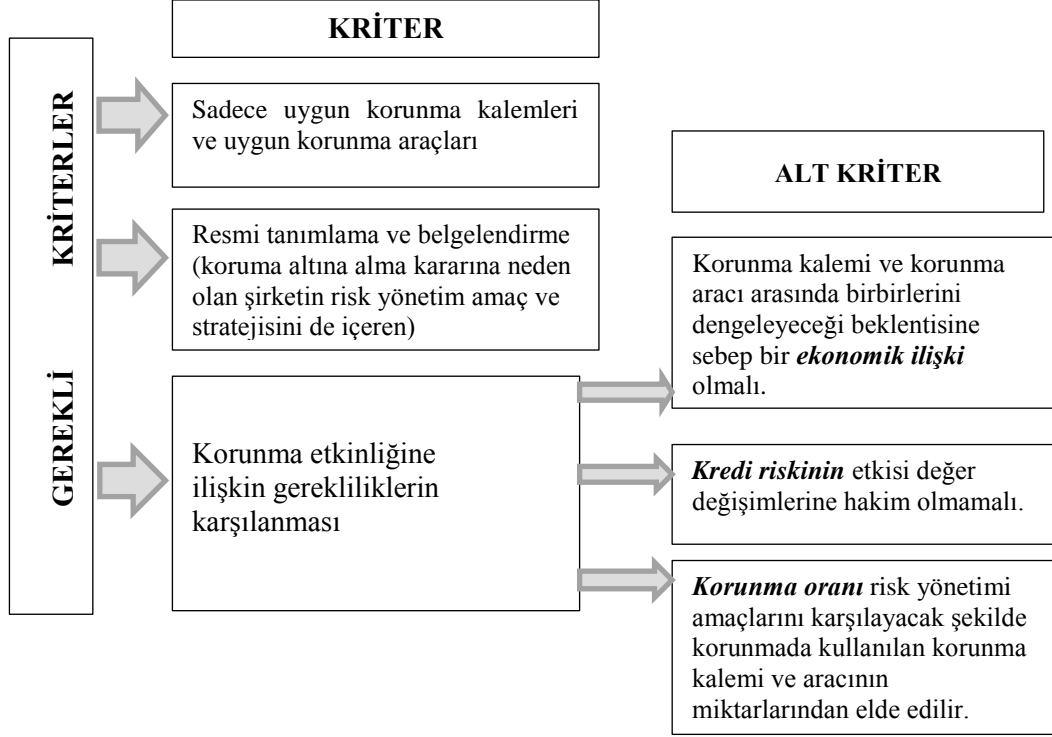 KRİTER
GEREKLİ KRİTERLER
Sadece uygun korunma kalemleri
ve uygun korunma araçları
Resmi tanımlama ve belgelendirme
(koruma altına alma kararına neden
olan şirketin risk yönetim amaç ve
stratejisini de içeren)
Korunma etkinliğine
ilişkin gerekliliklerin
karşılanması
ALT KRİTER
Korunma kalemi ve korunma
aracı arasında birbirlerini
dengeleyeceği beklentisine
sebep bir ekonomik ilişki
olmalı.
Kredi riskinin etkisi değer
değişimlerine hakim olmamalı.
Korunma oranı risk yönetimi
amaçlarını karşılayacak şekilde
korunmada kullanılan korunma
kalemi ve aracının
miktarlarından elde edilir.